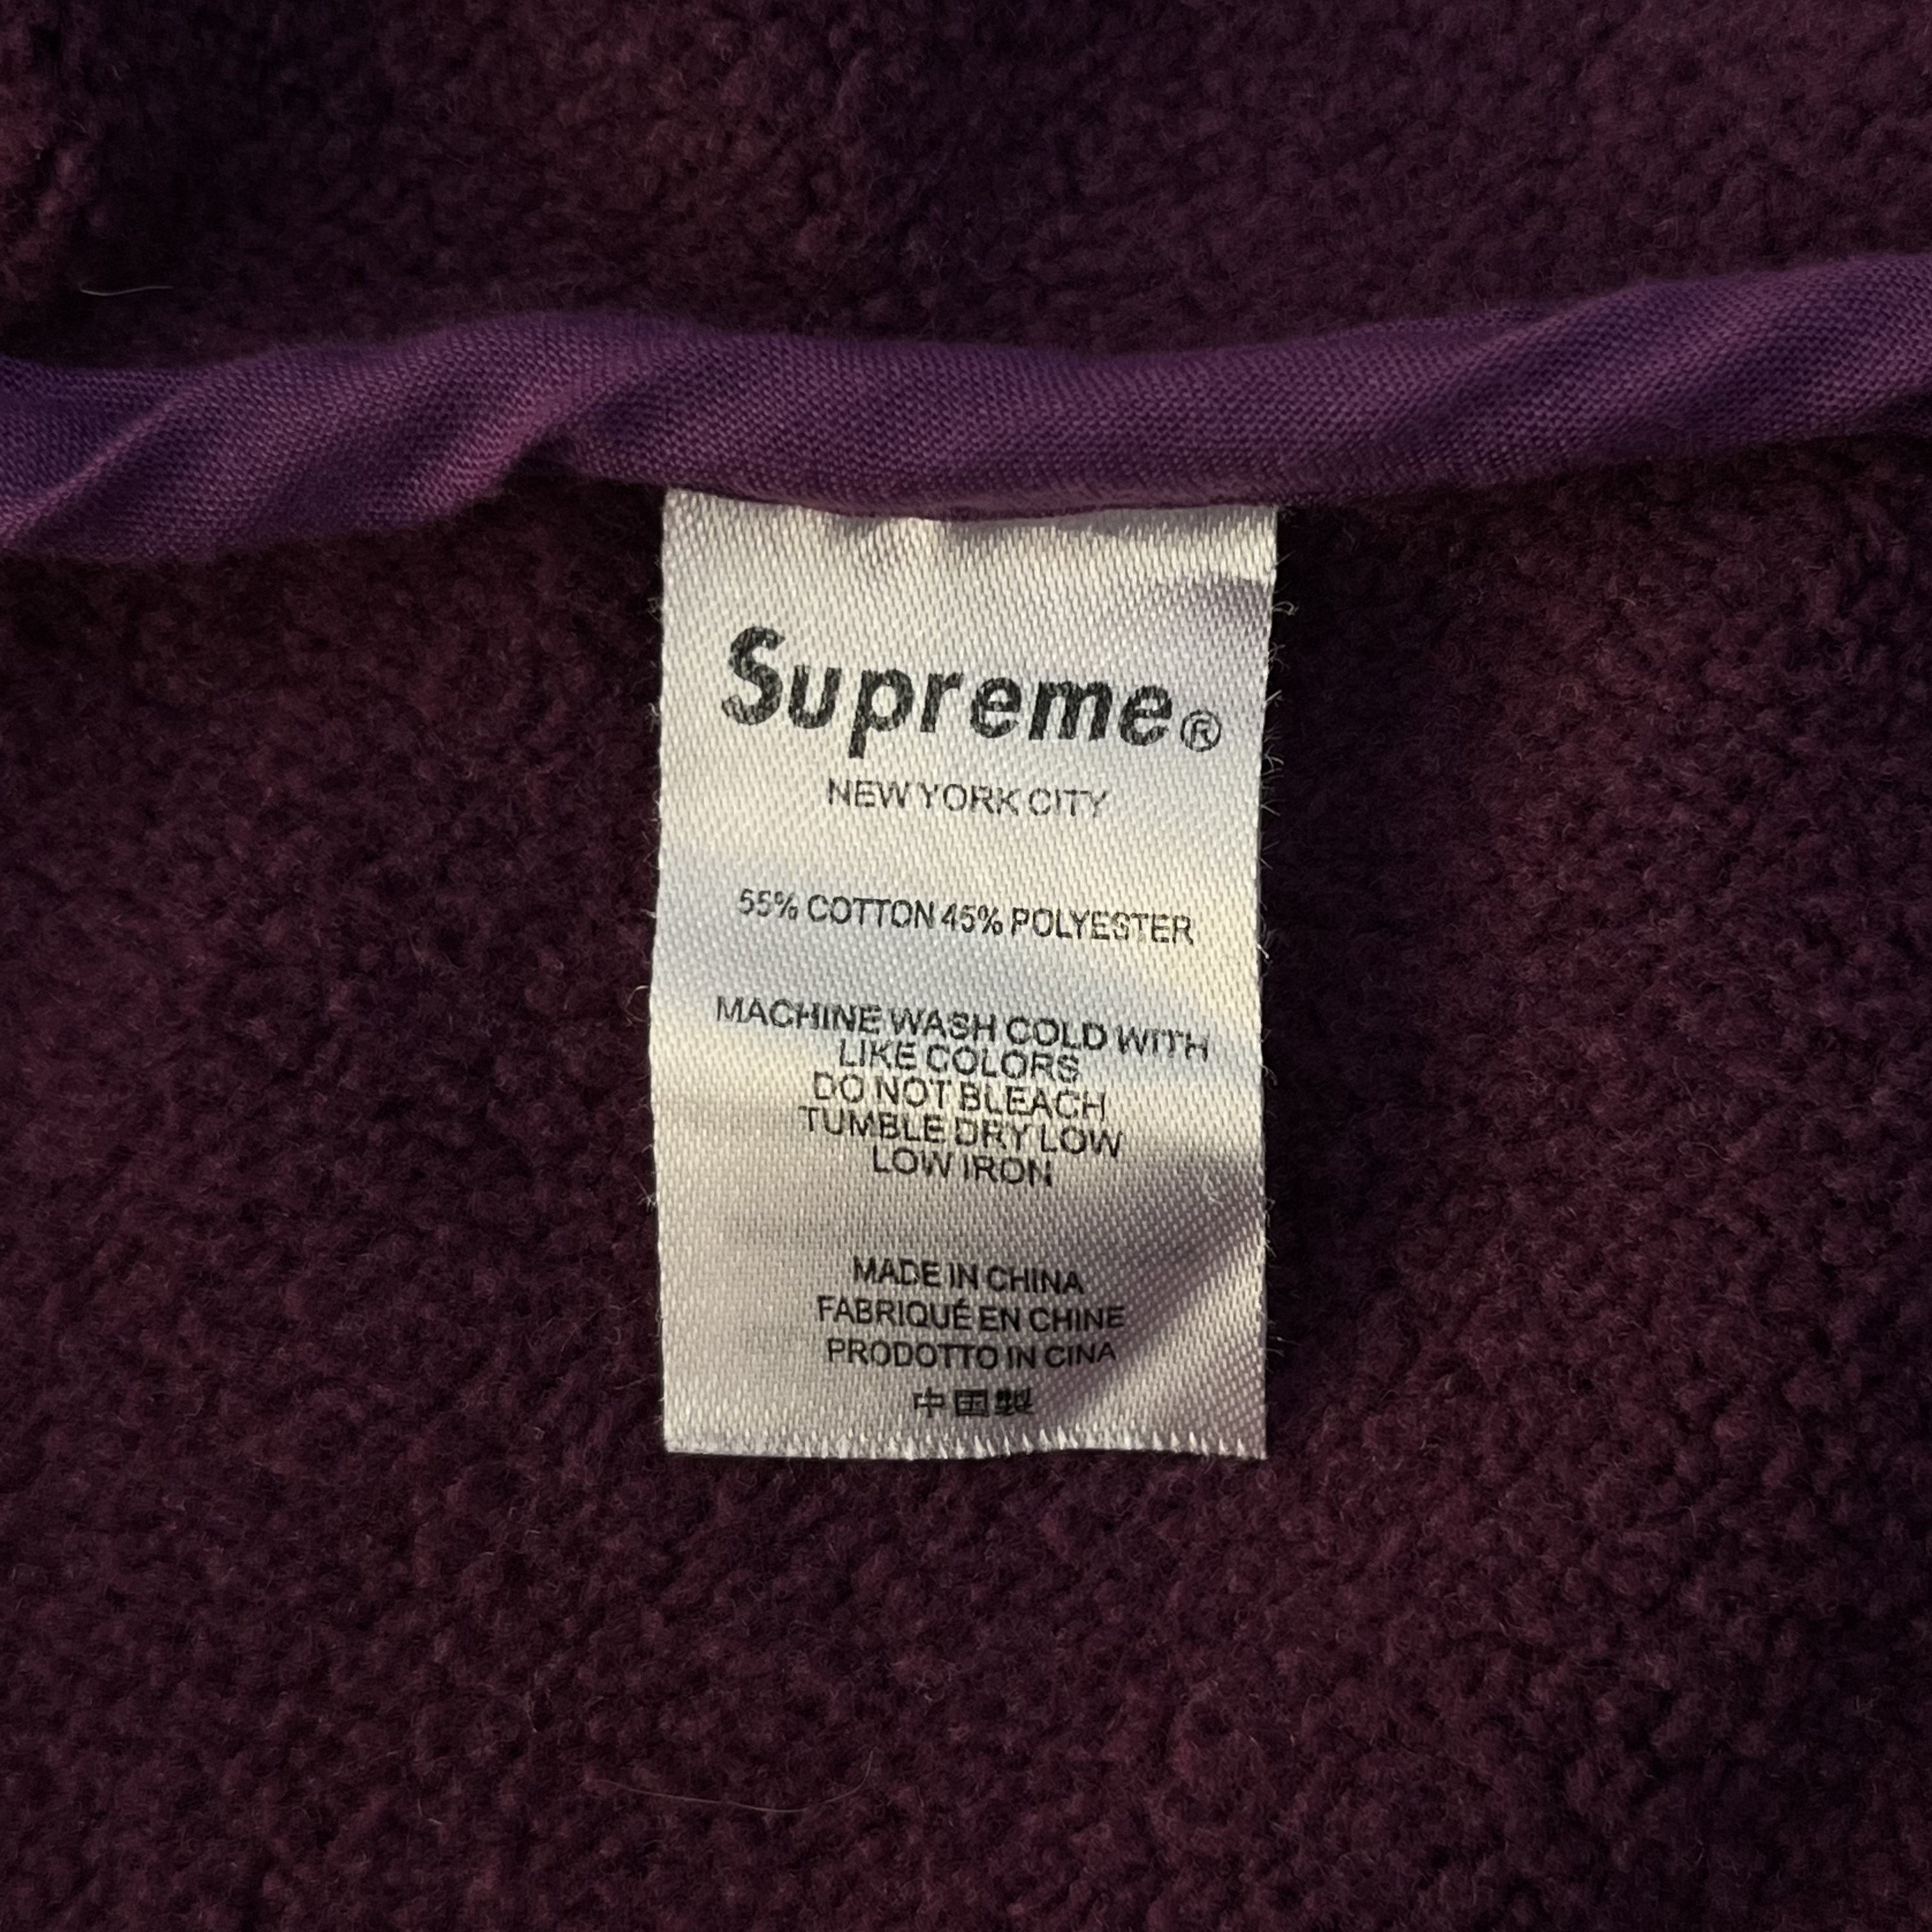 Supreme®
NEW YORK CITY
55% COTTON 45% POLYESTER
MACHINE WASH COLD WITH
LIKE COLORS
DO NOT BLEACH
TUMBLE DRY LOW
LOW IRON
MADE IN CHINA
FABRIQUÉ EN CHINE
PRODOTTO IN CINA
中国製